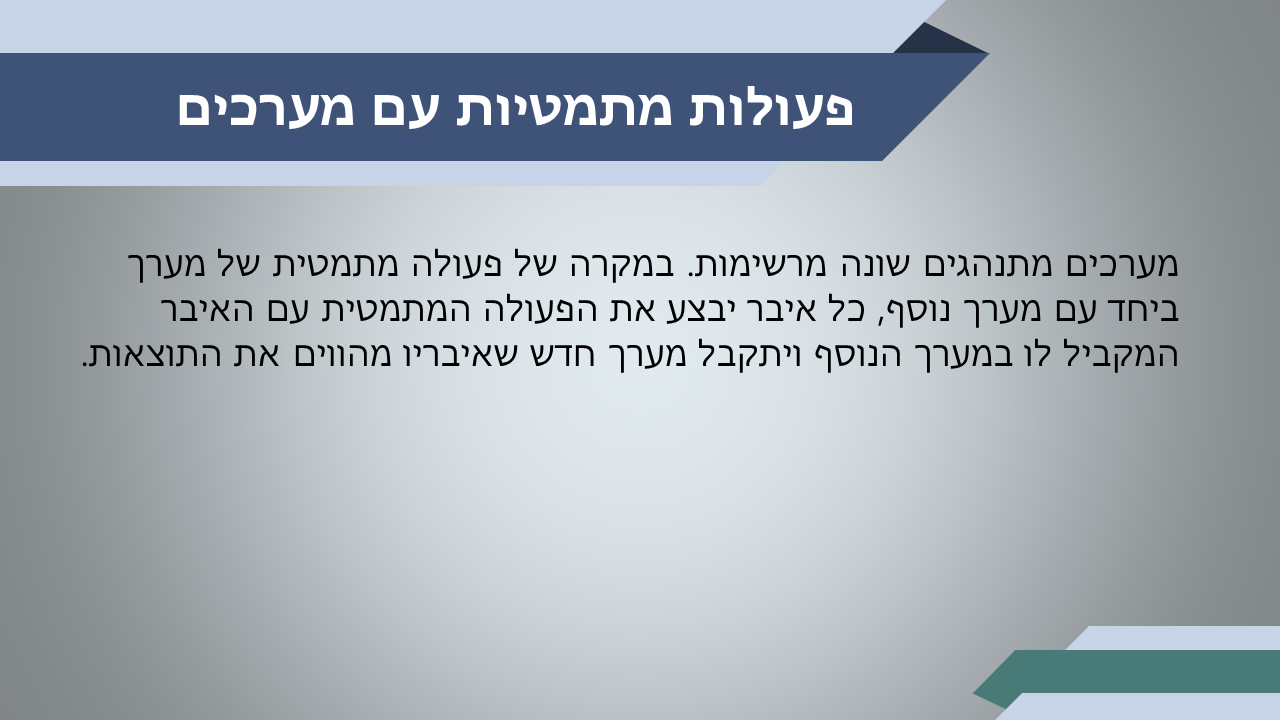 פעולות מתמטיות עם מערכים
מערכים מתנהגים שונה מרשימות. במקרה של פעולה מתמטית של מערך
ביחד עם מערך נוסף, כל איבר יבצע את הפעולה המתמטית עם האיבר
המקביל לו במערך הנוסף ויתקבל מערך חדש שאיבריו מהווים את התוצאות.